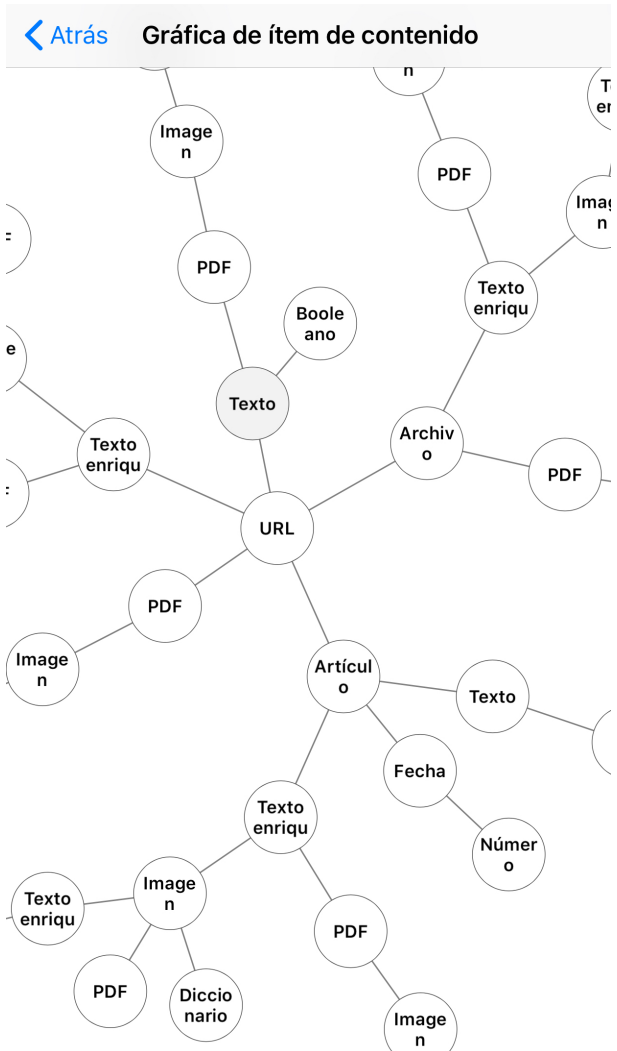 Atrás
Gráfica de ítem de contenido
n
Image
n
PDF
PDF
Texto
enriqu
Boole
ano
Texto
Archiv
o
Texto
enriqu
PDF
URL
PDF
Image
n
Artícul
o
Texto
Fecha
Texto
enriqu
Númer
o
Image
n
Texto
enriqu
PDF
PDF
Diccio
nario
Image
n